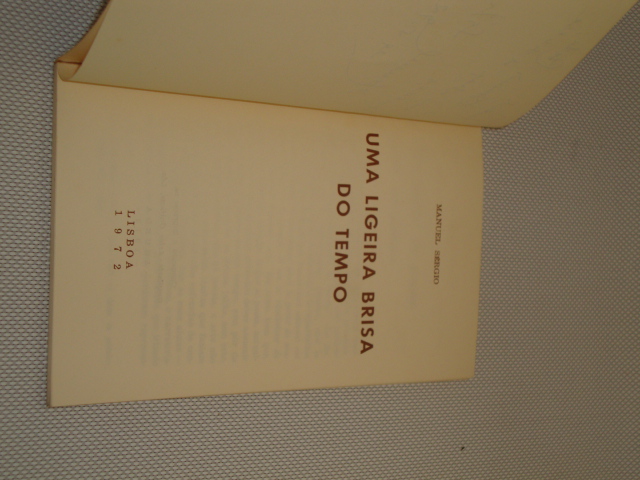 MANUEL SERGIO
UMA LIGEIRA BRISA
DO TEMPO
LISBOA
1972